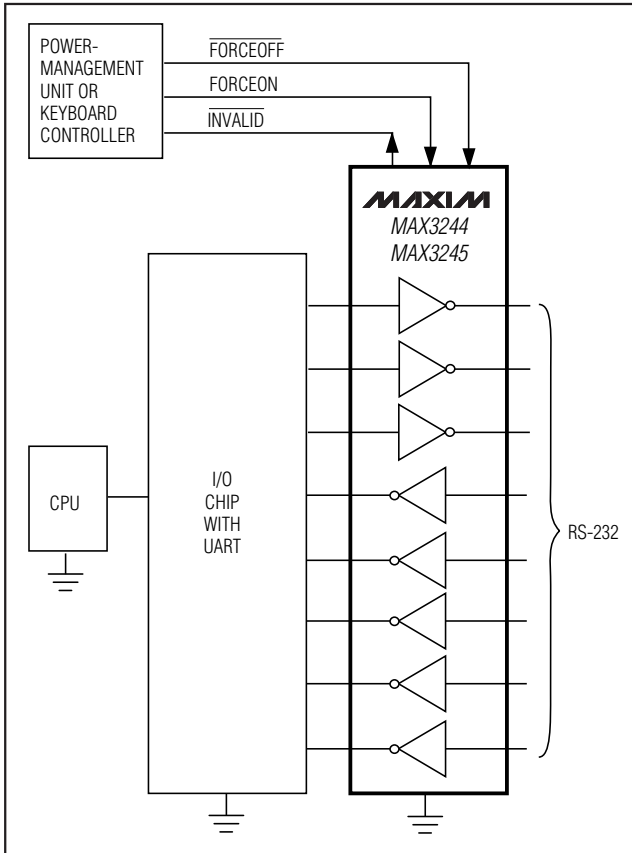 POWER-
MANAGEMENT
UNIT OR
KEYBOARD
CONTROLLER
FORCEOFF
FORCEON
INVALID
MAXIM
MAX3244
MAX3245
CPU
I/O
CHIP
WITH
UART
RS-232